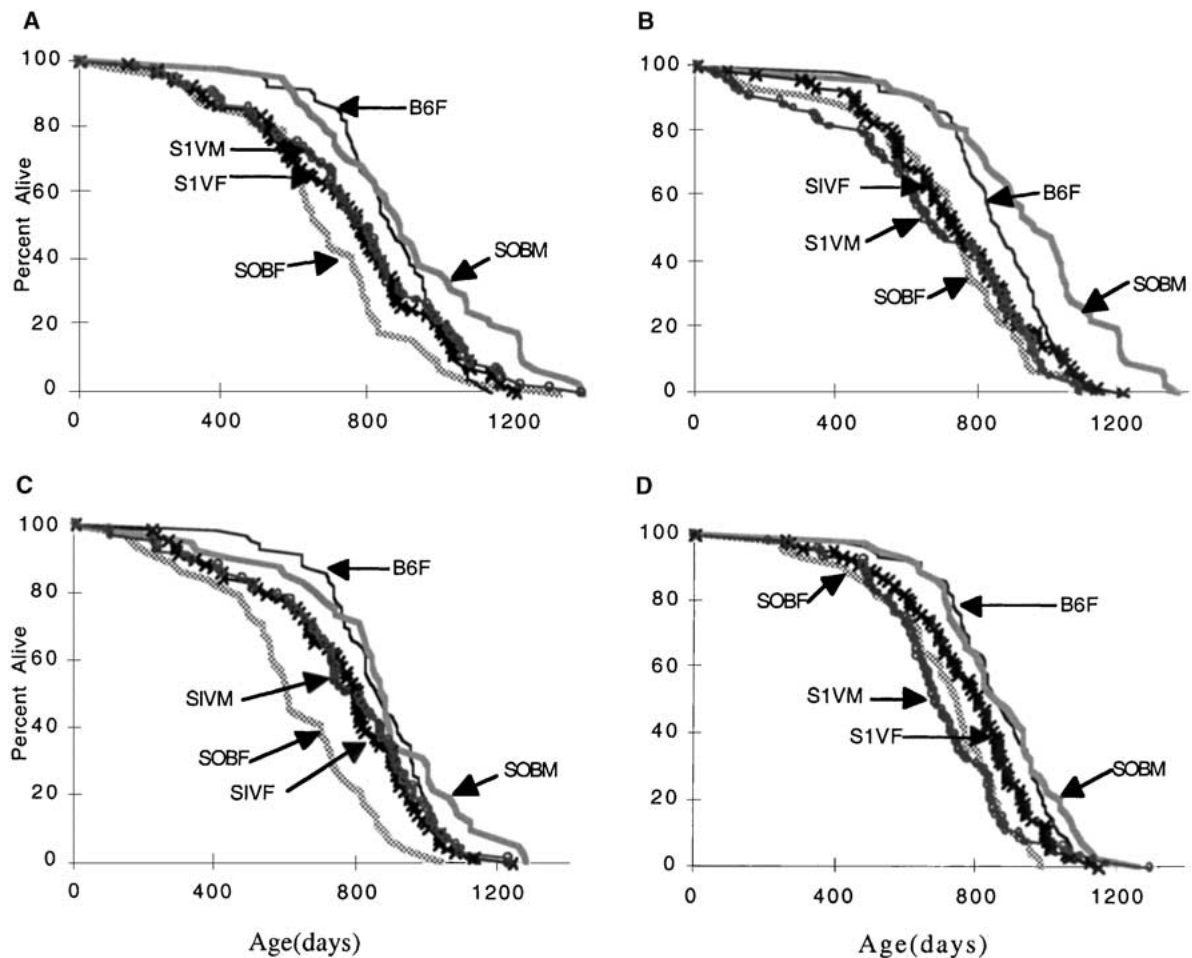 A
Percent Alive
100
80
60
40
20
0
0
400
800
1200
B6F
S1VM
S1VF
SOBF
SOBM
B
100
80
60
40
20
0
0
400
800
1200
SIVF
S1VM
SOBF
B6F
SOBM
C
Percent Alive
100
80
60
40
20
0
0
400
800
1200
Age(days)
B6F
SIVM
SOBF
SIVF
SOBM
D
100
80
60
40
20
0
0
400
800
1200
Age(days)
SOBF
B6F
S1VM
S1VF
SOBM